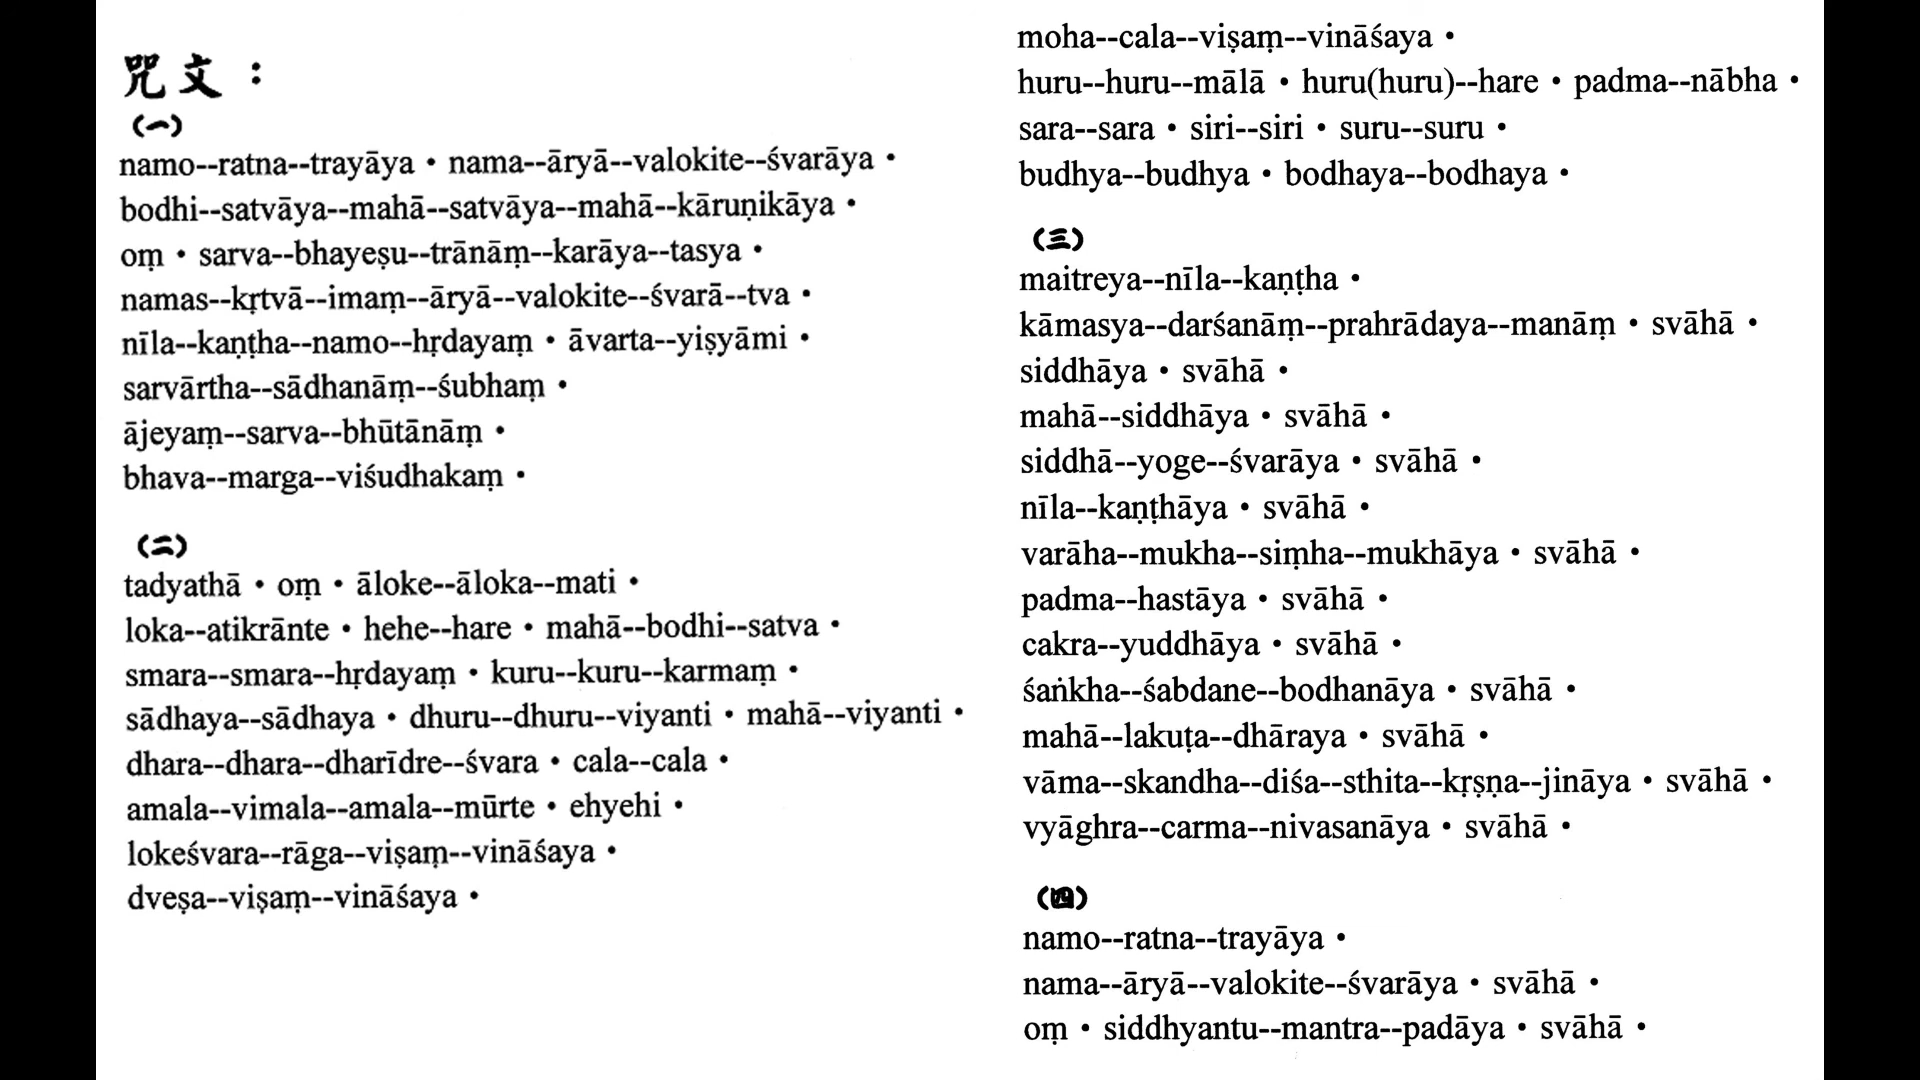 咒文：
(一)
namo--ratna--trayāya • nama--āryā--valokite--śvarāya •
bodhi--satvāya--mahā--satvāya--mahā--kāruṇikāya •
oṃ • sarva--bhayeṣu--trānāṃ--karāya--tasya •
namas--kṛtvā--imaṃ--āryā--valokite--śvarā--tva •
nīla--kaṇṭha--namo--hṛdayaṃ • āvarta--yiṣyāmi •
sarvārtha--sādhanāṃ--śubhaṃ •
ājeyaṃ--sarva--bhūtānāṃ •
bhava--marga--viśudhakaṃ •
(二)
tadyathā • oṃ • āloke--āloka--mati •
loka--atikrānte • hehe--hare • mahā--bodhi--satva •
smara--smara--hṛdayaṃ • kuru--kuru--karmaṃ •
sādhaya--sādhaya • dhuru--dhuru--viyanti • mahā--viyanti •
dhara--dhara--dharīdre--śvara • cala--cala •
amala--vimala--amala--mūrte • ehyehi •
lokeśvara--rāga--viṣaṃ--vināśaya •
dveṣa--viṣaṃ--vināśaya •
moha--cala--viṣaṃ--vināśaya •
huru--huru--mālā • huru(huru)--hare • padma--nābha •
sara--sara • siri--siri • suru--suru •
budhya--budhya • bodhaya--bodhaya •
(三)
maitreya--nīla--kaṇṭha •
kāmasya--darśanāṃ--prahrādaya--manāṃ • svāhā •
siddhāya • svāhā •
mahā--siddhāya • svāhā •
siddhā--yoge--śvarāya • svāhā •
nīla--kaṇṭhāya • svāhā •
varāha--mukha--siṃha--mukhāya • svāhā •
padma--hastāya • svāhā •
cakra--yuddhāya • svāhā •
śaṅkha--śabdane--bodhanāya • svāhā •
mahā--lakuṭa--dhāraya • svāhā •
vāma--skandha--diśa--sthita--kṛṣṇa--jināya • svāhā •
vyāghra--carma--nivasanāya • svāhā •
(四)
namo--ratna--trayāya •
nama--āryā--valokite--śvarāya • svāhā •
oṃ • siddhyantu--mantra--padāya • svāhā •